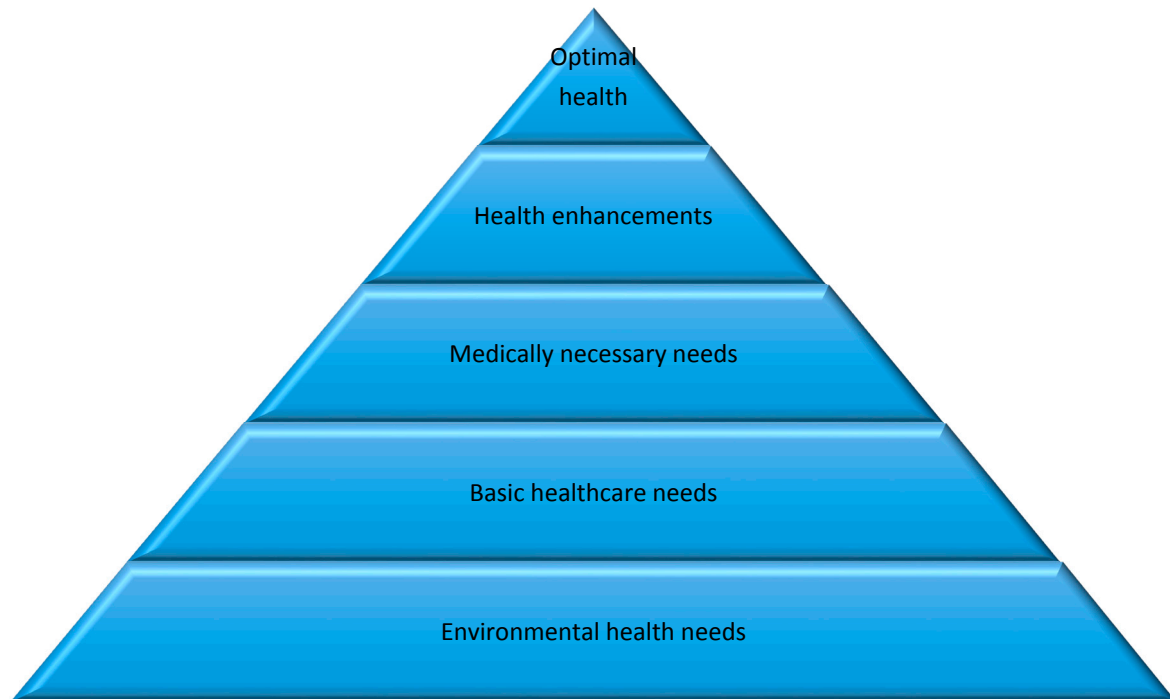 Optimal
health
Health enhancements
Medically necessary needs
Basic healthcare needs
Environmental health needs